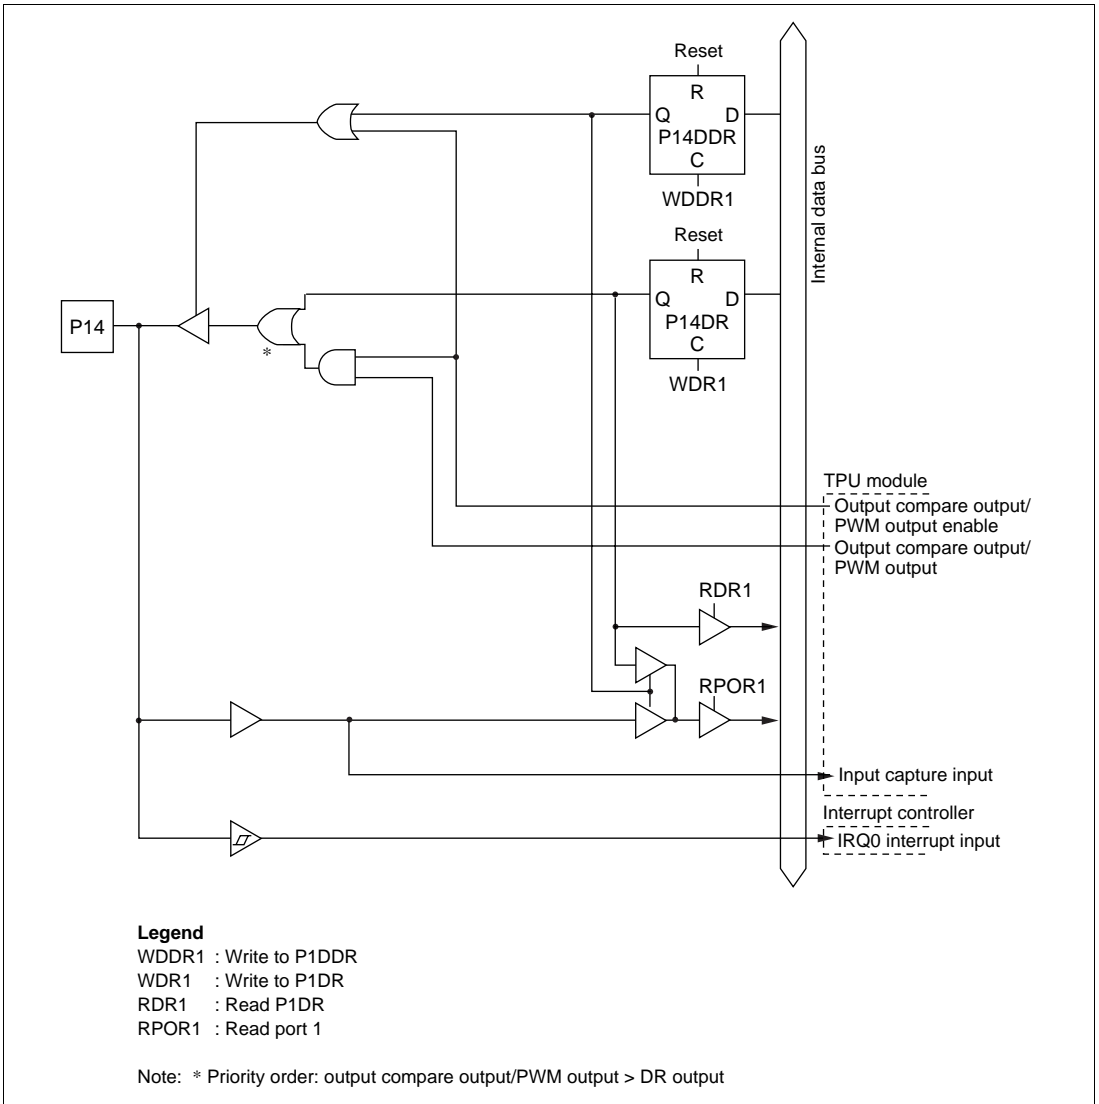 Reset
R
Q D
P14DDR
C
WDDR1
Internal data bus
Reset
R
Q D
P14DR
C
WDR1
P14
*
TPU module
Output compare output/
PWM output enable
Output compare output/
PWM output
RDR1
RPOR1
Input capture input
Interrupt controller
IRQ0 interrupt input
Legend
WDDR1 : Write to P1DDR
WDR1 : Write to P1DR
RDR1 : Read P1DR
RPOR1 : Read port 1
Note: * Priority order: output compare output/PWM output > DR output